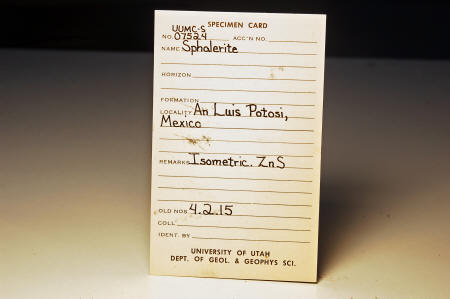 SPECIMEN CARD
UUMC-S
NO. 07524 ACC'N NO.
NAME Sphalerite
HORIZON
FORMATION
LOCALITY An Luis Potosi,
Mexico
REMARKS Isometric. ZnS
OLD NOS. 4.2.15
COLL.
IDENT. BY
UNIVERSITY OF UTAH
DEPT. OF GEOL. & GEOPHYS SCI.